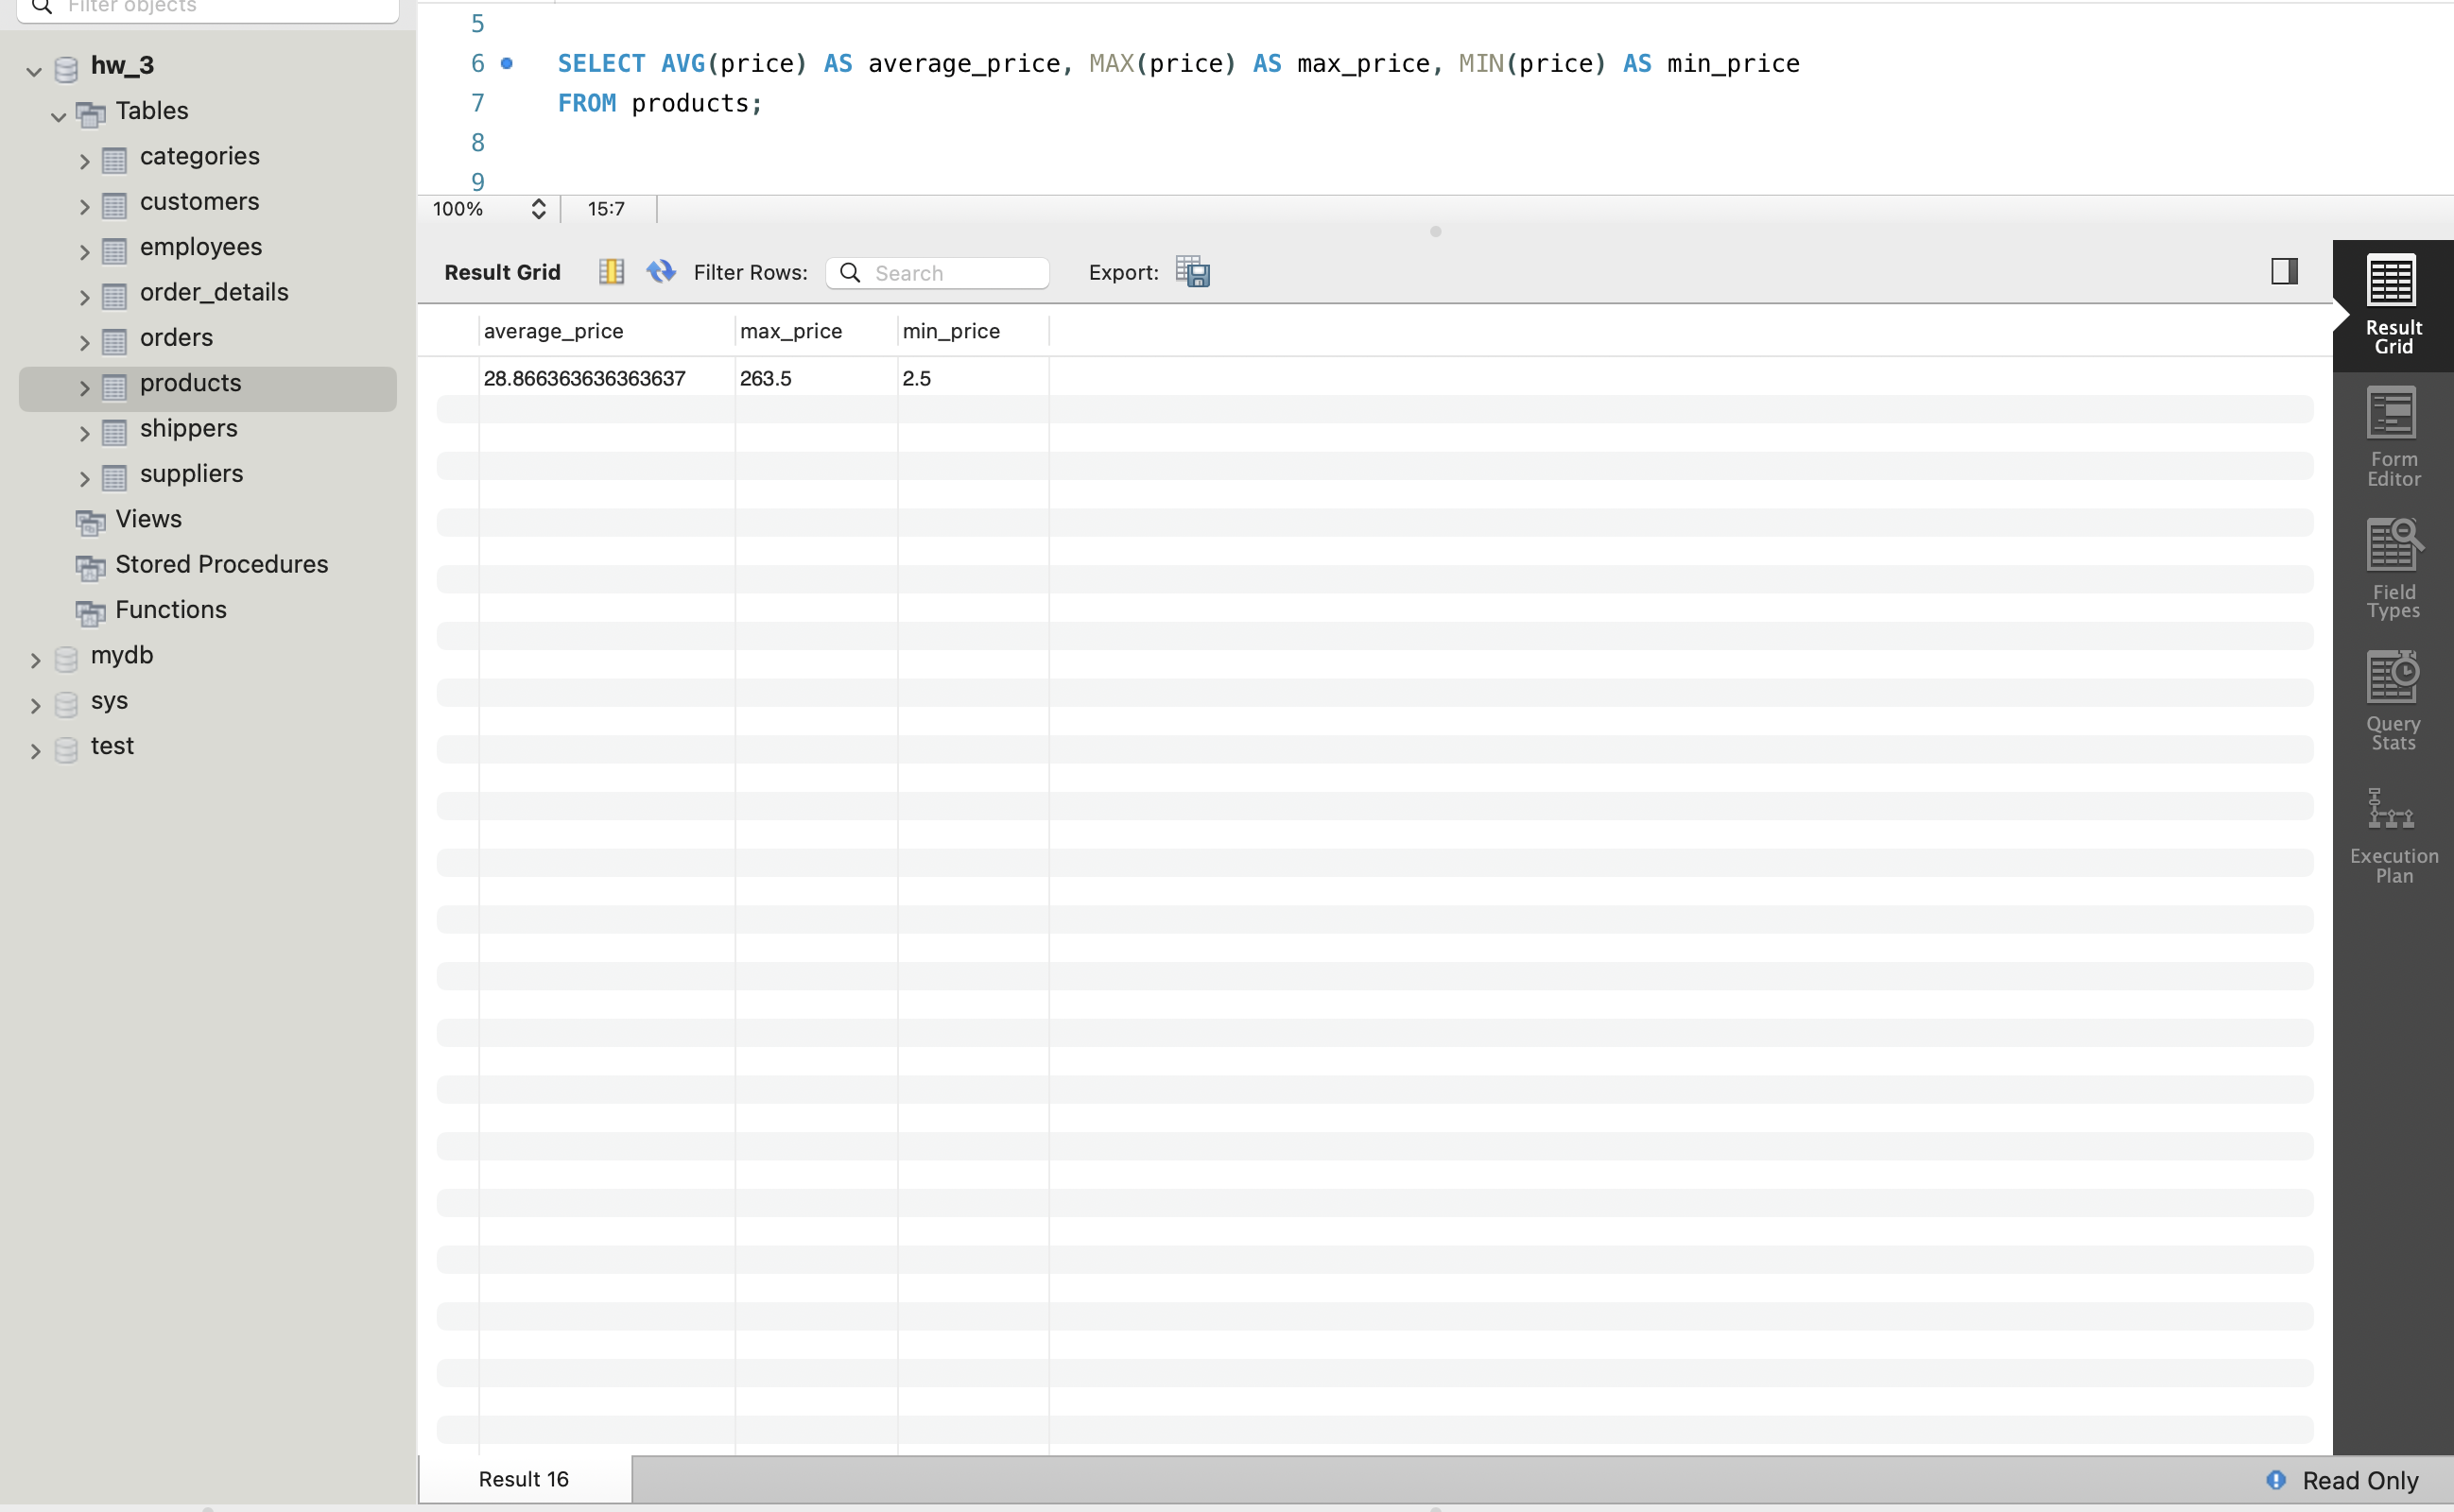 Filter objects
hw_3
Tables
categories
customers
employees
order_details
orders
products
shippers
suppliers
Views
Stored Procedures
Functions
mydb
sys
test
5
6 SELECT AVG(price) AS average_price, MAX(price) AS max_price, MIN(price) AS min_price
7 FROM products;
8
9
100% 15:7
Result Grid Filter Rows: Search Export:
average_price max_price min_price
28.866363636363637 263.5 2.5
Result
Grid
Form
Editor
Field
Types
Query
Stats
Execution
Plan
Result 16
Read Only